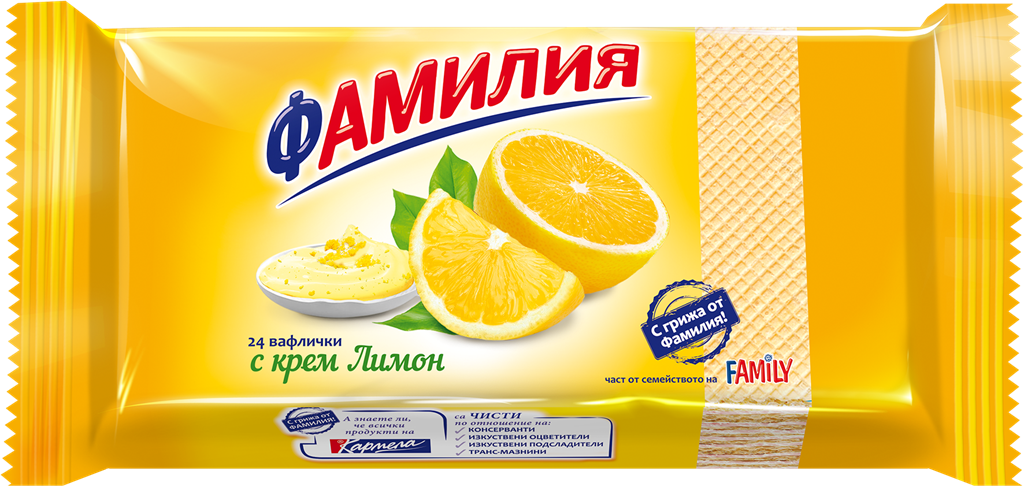 ФАМИЛИЯ
24 вафлички
с крем Лимон
С грижа от
Фамилия!
част от семейството на FAMiLY
С грижа от
ФАМИЛИЯ!
А знаете ли,
че всички
продукти на
Кармела
са ЧИСТИ
по отношение на:
✓ КОНСЕРВАНТИ
✓ ИЗКУСТВЕНИ ОЦВЕТИТЕЛИ
✓ ИЗКУСТВЕНИ ПОДСЛАДИТЕЛИ
✓ ТРАНС-МАЗНИНИ